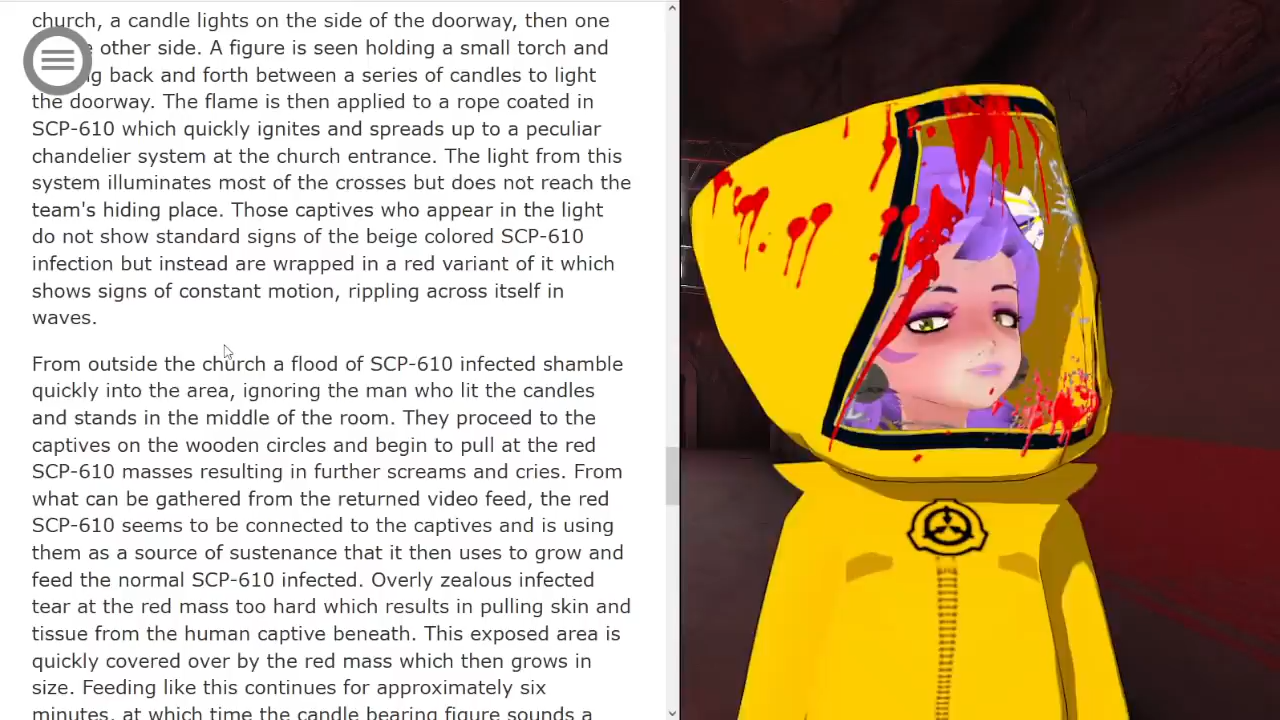 church, a candle lights on the side of the doorway, then one
other side. A figure is seen holding a small torch and
back and forth between a series of candles to light
the doorway. The flame is then applied to a rope coated in
SCP-610 which quickly ignites and spreads up to a peculiar
chandelier system at the church entrance. The light from this
system illuminates most of the crosses but does not reach the
team's hiding place. Those captives who appear in the light
do not show standard signs of the beige colored SCP-610
infection but instead are wrapped in a red variant of it which
shows signs of constant motion, rippling across itself in
waves.
From outside the church a flood of SCP-610 infected shamble
quickly into the area, ignoring the man who lit the candles
and stands in the middle of the room. They proceed to the
captives on the wooden circles and begin to pull at the red
SCP-610 masses resulting in further screams and cries. From
what can be gathered from the returned video feed, the red
SCP-610 seems to be connected to the captives and is using
them as a source of sustenance that it then uses to grow and
feed the normal SCP-610 infected. Overly zealous infected
tear at the red mass too hard which results in pulling skin and
tissue from the human captive beneath. This exposed area is
quickly covered over by the red mass which then grows in
size. Feeding like this continues for approximately six
minutes, at which time the candle bearing figure sounds a